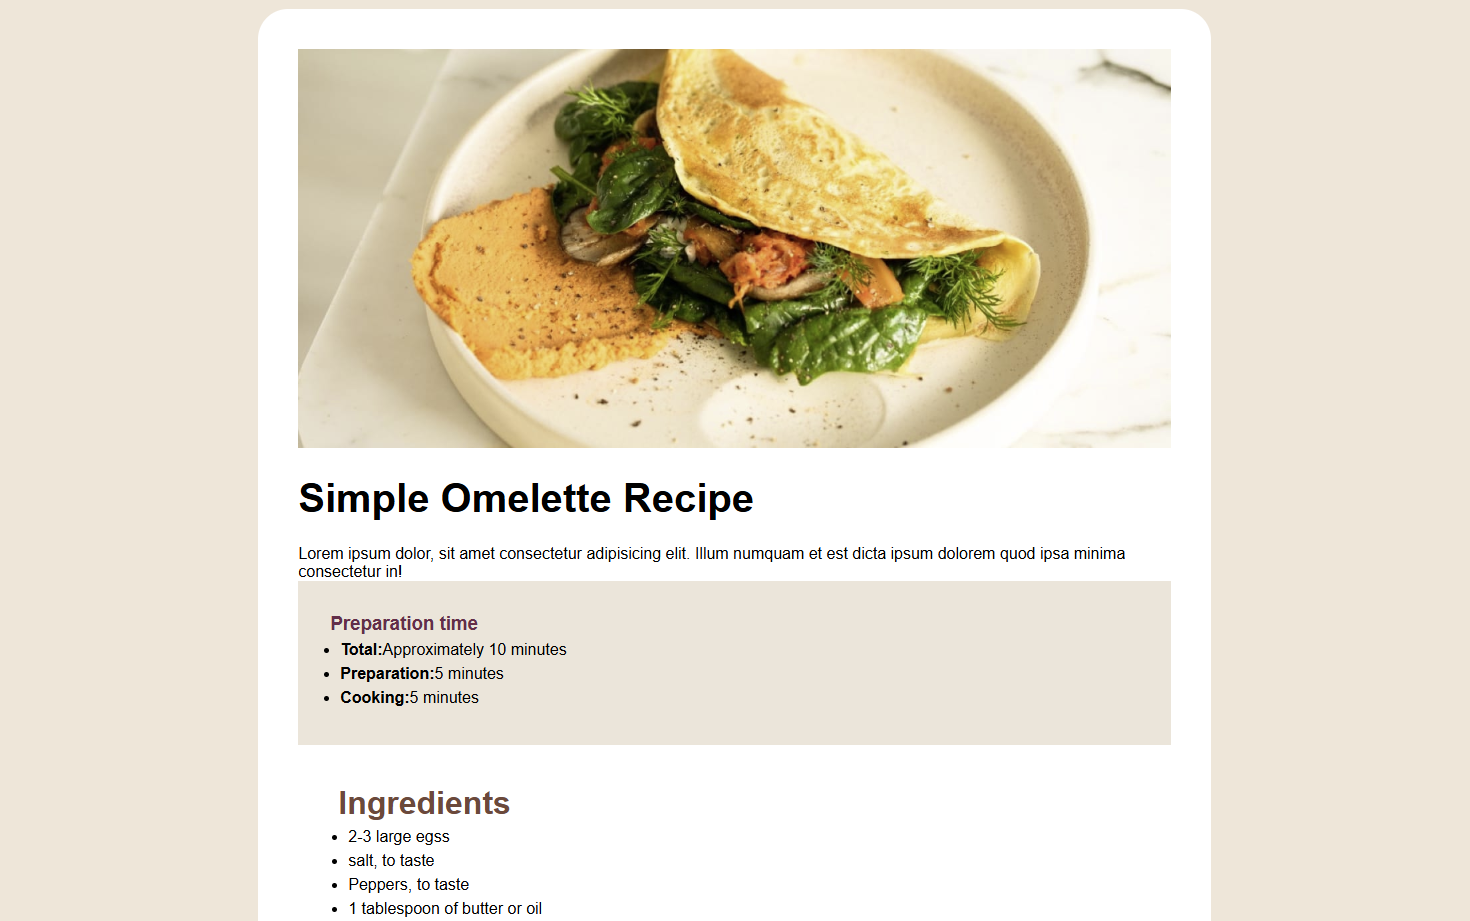 Simple Omelette Recipe
Lorem ipsum dolor, sit amet consectetur adipisicing elit. Illum numquam et est dicta ipsum dolorem quod ipsa minima
consectetur in!
Preparation time
• Total:Approximately 10 minutes
• Preparation:5 minutes
• Cooking:5 minutes
Ingredients
• 2-3 large egss
• salt, to taste
• Peppers, to taste
• 1 tablespoon of butter or oil